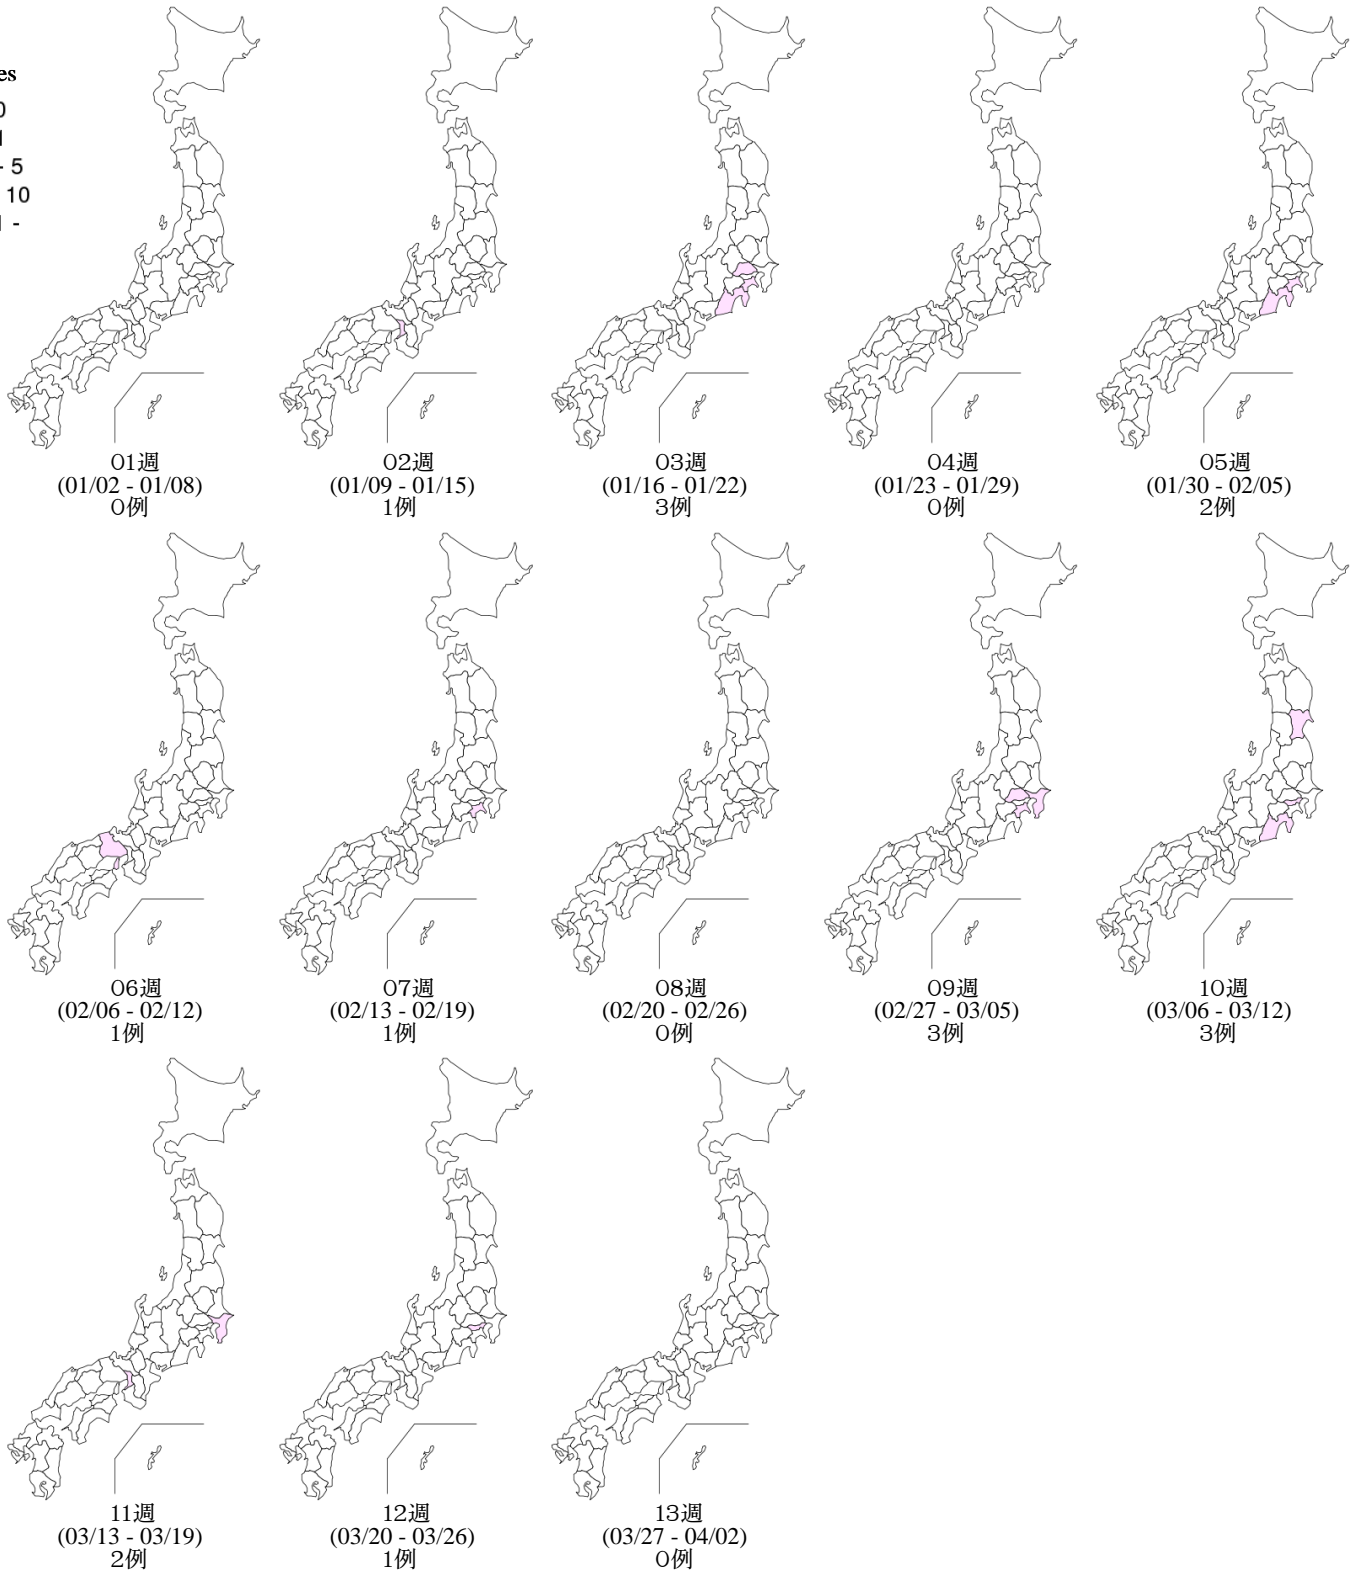 es
0
1
- 5
10
1 -
01週
(01/02 - 01/08)
0例
02週
(01/09 - 01/15)
1例
03週
(01/16 - 01/22)
3例
04週
(01/23 - 01/29)
0例
05週
(01/30 - 02/05)
2例
06週
(02/06 - 02/12)
1例
07週
(02/13 - 02/19)
1例
08週
(02/20 - 02/26)
0例
09週
(02/27 - 03/05)
3例
10週
(03/06 - 03/12)
3例
11週
(03/13 - 03/19)
2例
12週
(03/20 - 03/26)
1例
13週
(03/27 - 04/02)
0例